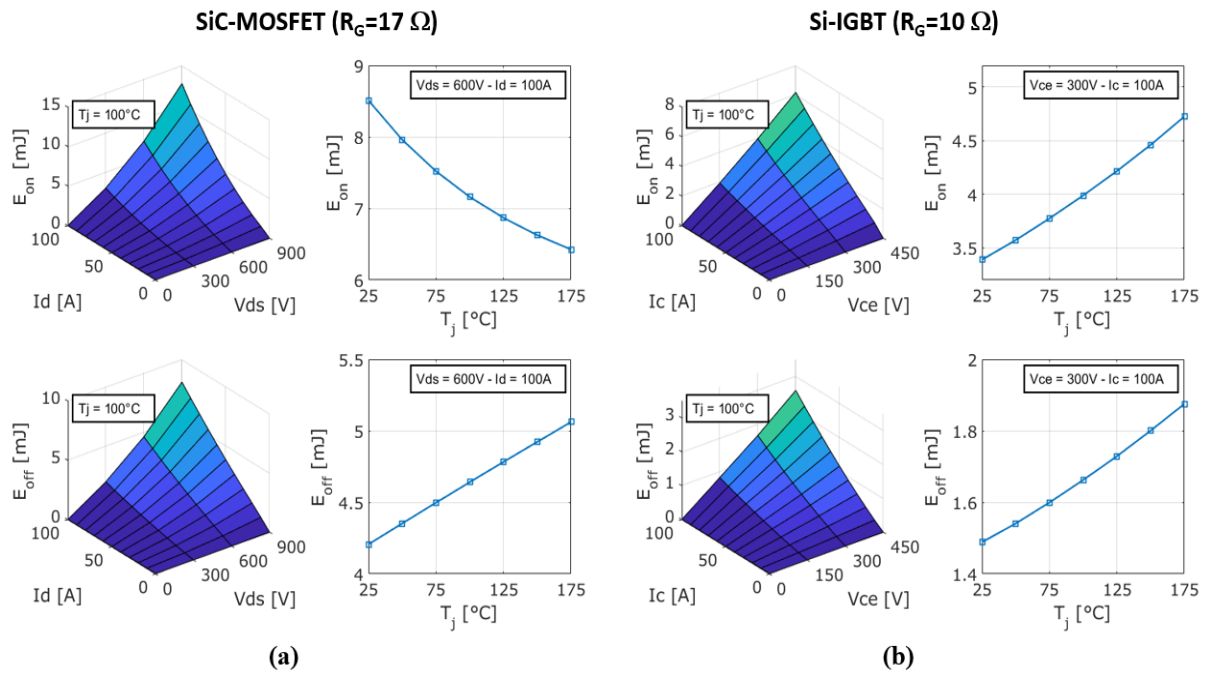 SiC-MOSFET (R_G=17 Ω)
Si-IGBT (R_G=10 Ω)
15
10
5
0
E_on [mJ]
Tj = 100°C
100
50
0
Id [A]
0
300
600
900
Vds [V]
9
8
7
6
E_on [mJ]
Vds = 600V - Id = 100A
25
75
125
175
T_j [°C]
8
6
4
2
0
E_on [mJ]
Tj = 100°C
100
50
0
Ic [A]
0
150
300
450
Vce [V]
5
4.5
4
3.5
E_on [mJ]
Vce = 300V - Ic = 100A
25
75
125
175
T_j [°C]
10
5
0
E_off [mJ]
Tj = 100°C
100
50
0
Id [A]
0
300
600
900
Vds [V]
5.5
5
4.5
4
E_off [mJ]
Vds = 600V - Id = 100A
25
75
125
175
T_j [°C]
3
2
1
0
E_off [mJ]
Tj = 100°C
100
50
0
Ic [A]
0
150
300
450
Vce [V]
2
1.8
1.6
1.4
E_off [mJ]
Vce = 300V - Ic = 100A
25
75
125
175
T_j [°C]
(a)
(b)